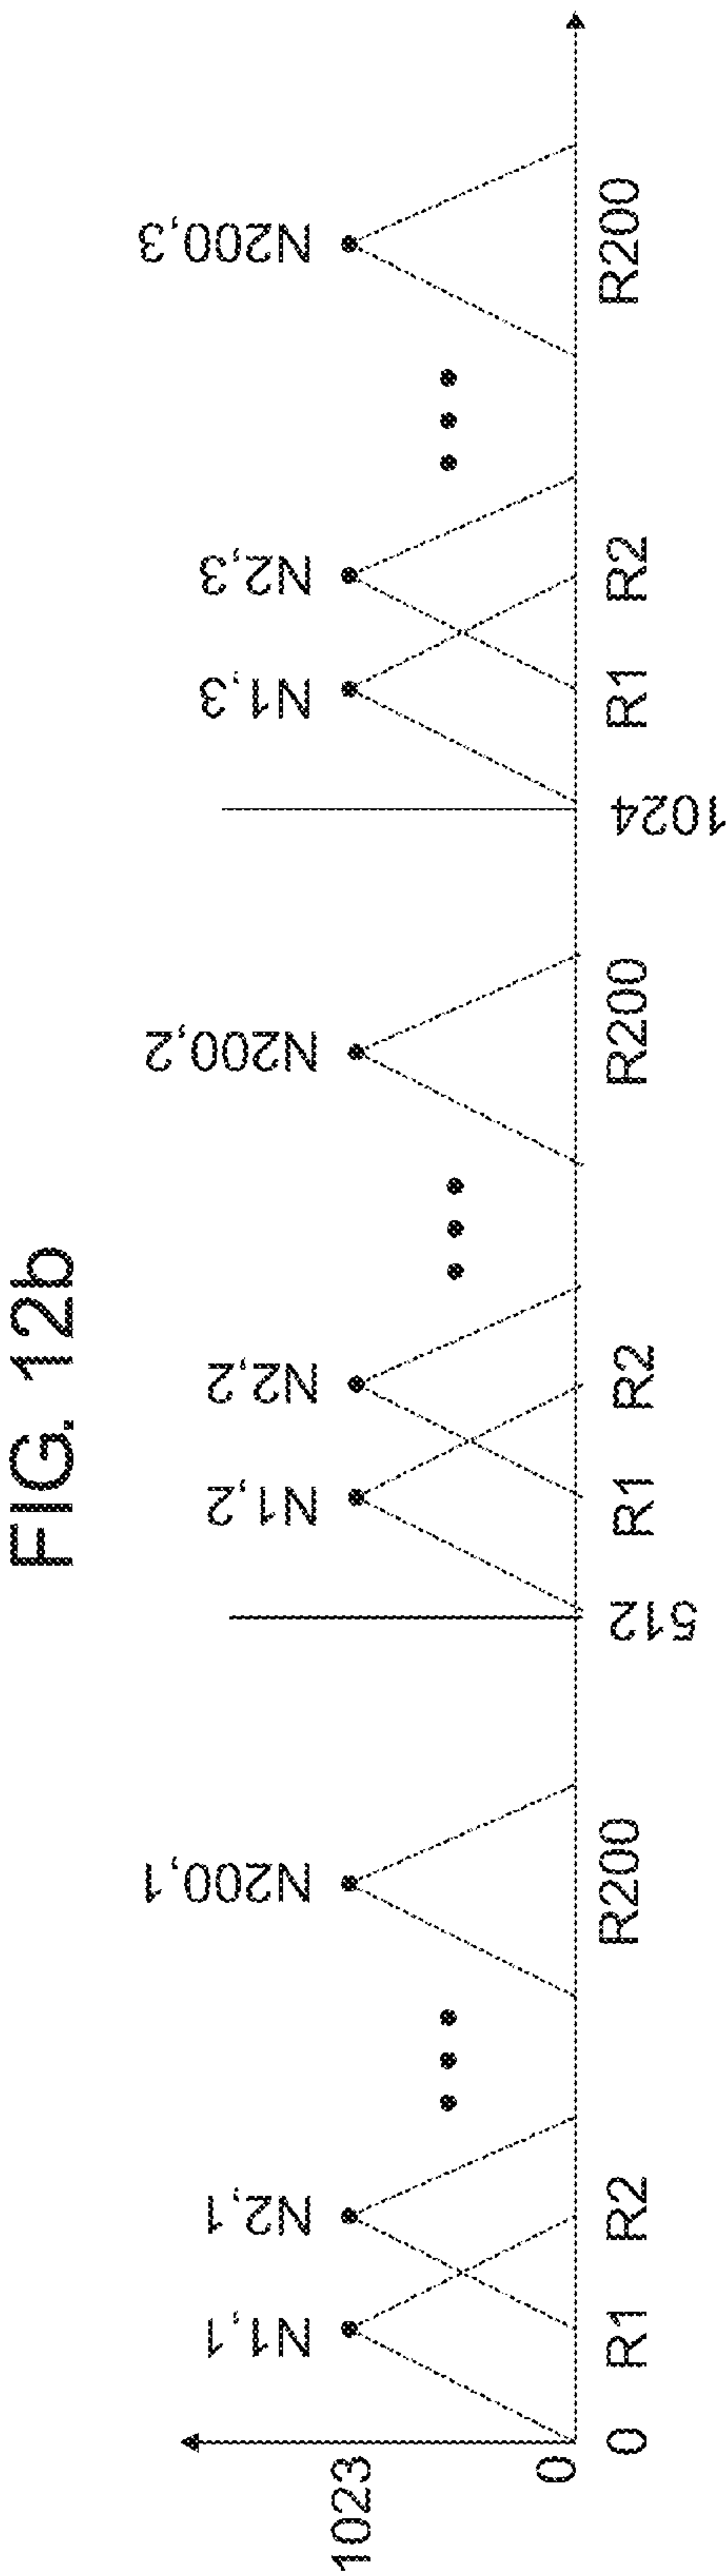 FIG. 12b
1023
0
N1,1 N2,1 N200,1 N1,2 N2,2 N200,2 N1,3 N2,3 N200,3
0 R1 R2 R200 512 R1 R2 R200 1024 R1 R2 R200